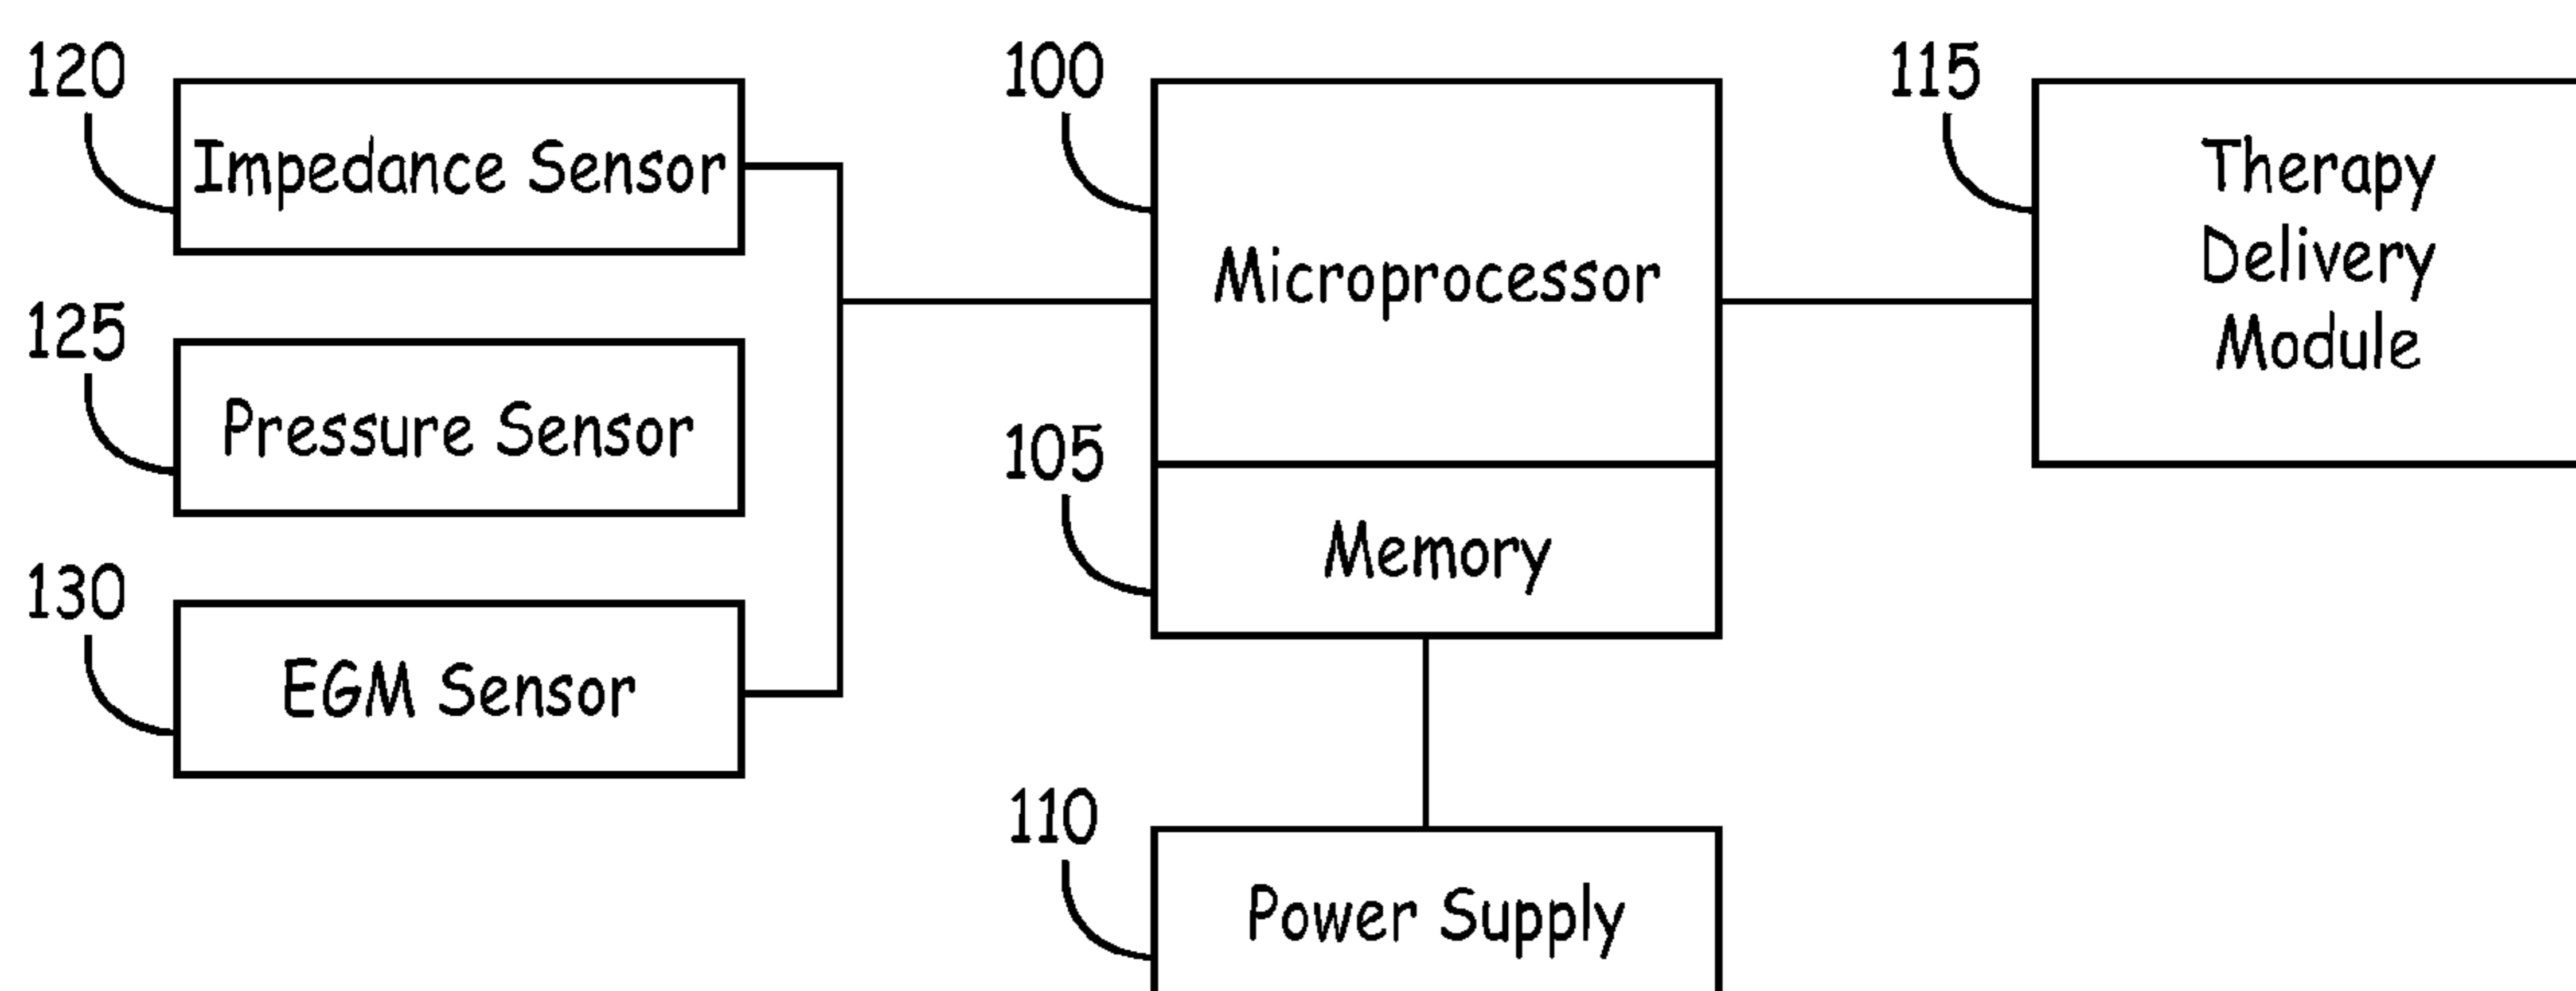 120
Impedance Sensor
125
Pressure Sensor
130
EGM Sensor
100
Microprocessor
105
Memory
110
Power Supply
115
Therapy
Delivery
Module